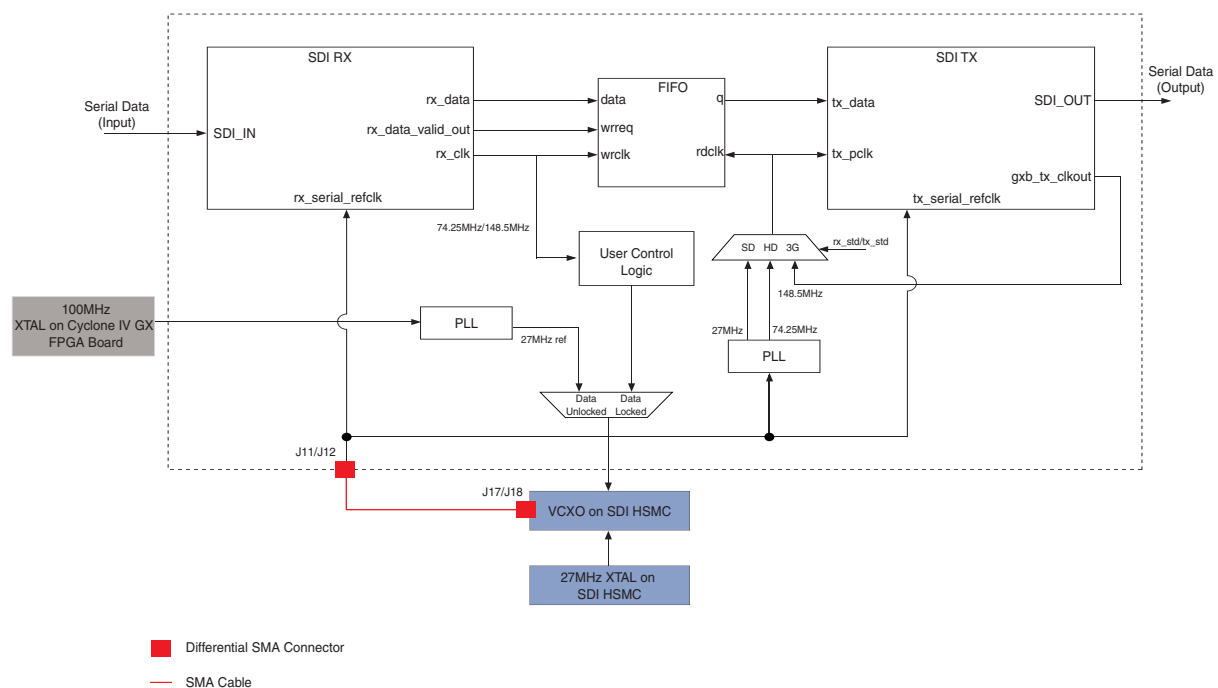 SDI RX
SDI TX
Serial Data
(Input)
SDI_IN
rx_data
rx_data_valid_out
rx_clk
rx_serial_refclk
FIFO
data
wrreq
wrclk
q
rdclk
tx_data
tx_pclk
SDI_OUT
gxb_tx_clkout
tx_serial_refclk
Serial Data
(Output)
74.25MHz/148.5MHz
User Control
Logic
SD HD 3G
rx_std/tx_std
148.5MHz
27MHz
74.25MHz
PLL
100MHz
XTAL on Cyclone IV GX
FPGA Board
PLL
27MHz ref
Data
Unlocked
Data
Locked
J11/J12
J17/J18
VCXO on SDI HSMC
27MHz XTAL on
SDI HSMC
Differential SMA Connector
SMA Cable